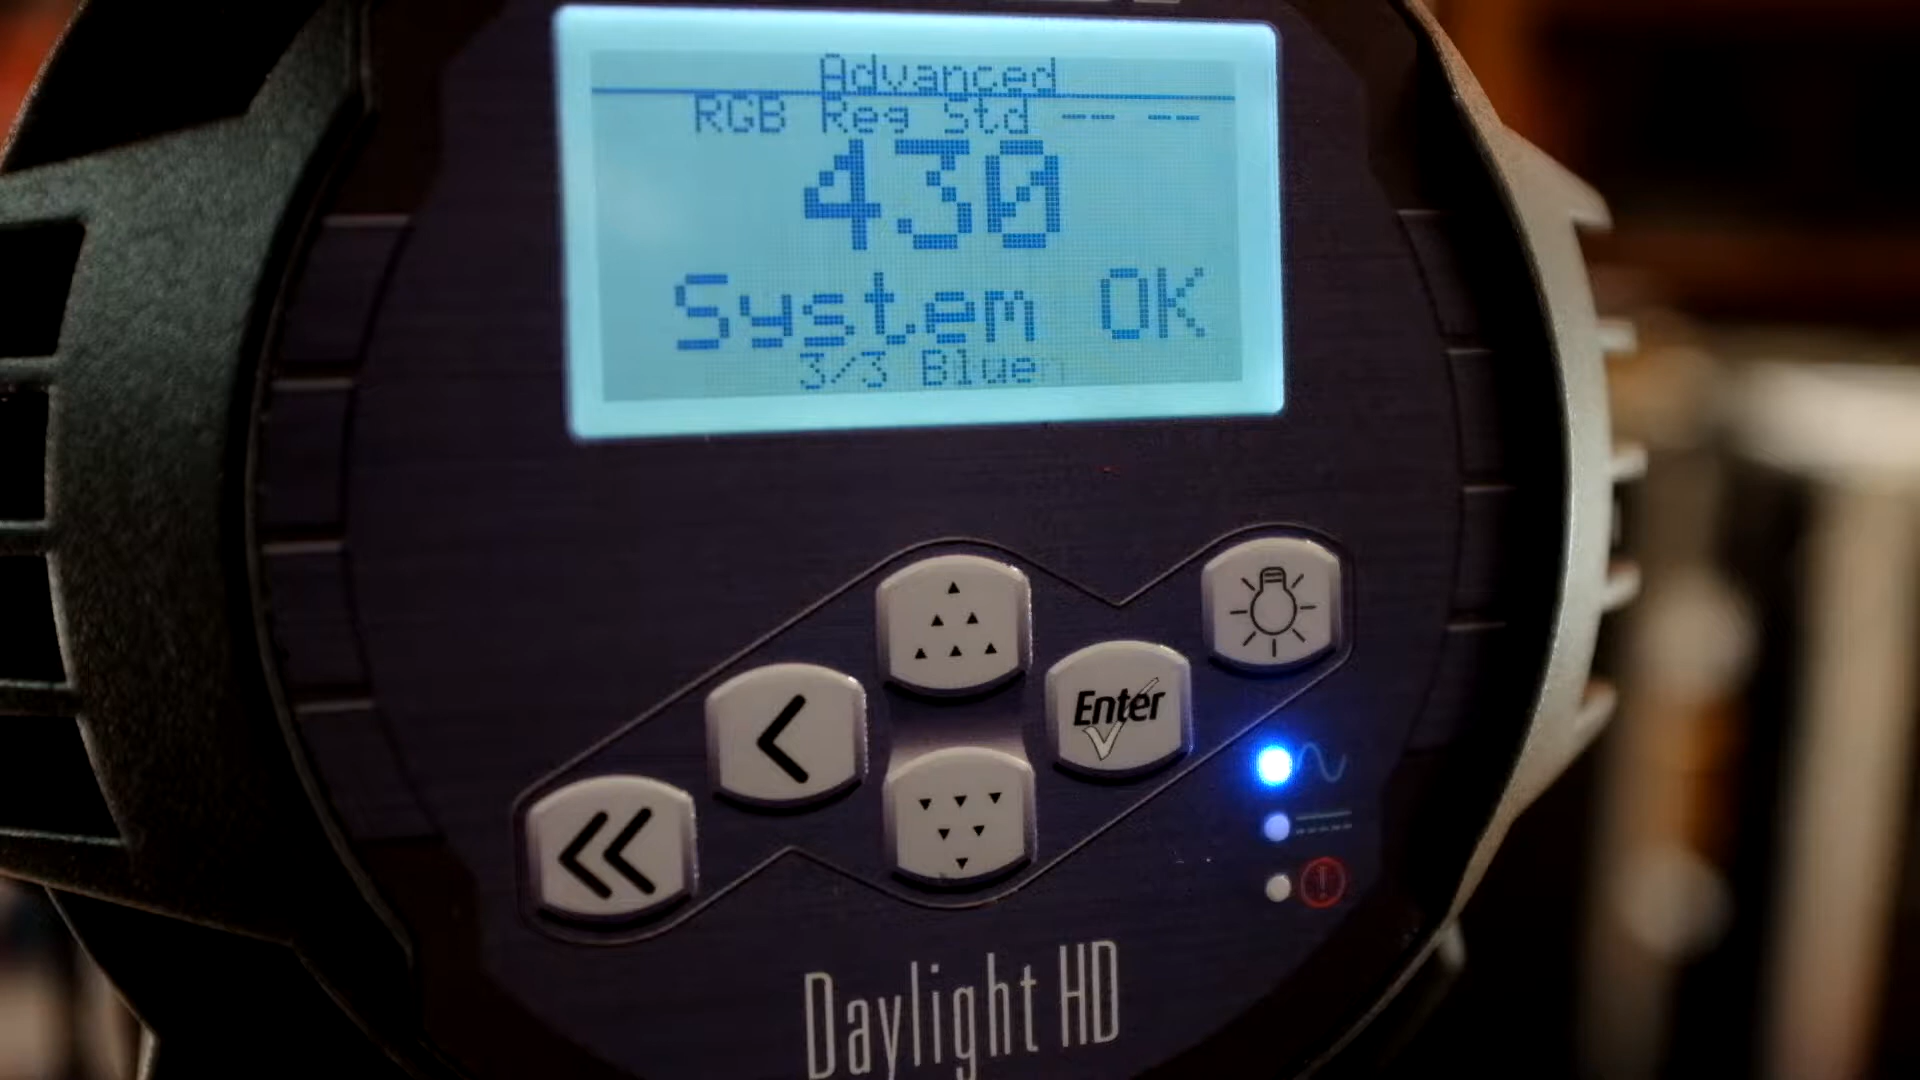 Advanced
RGB Reg Std -- --
430
System OK
3/3 Blue
Enter
Daylight HD